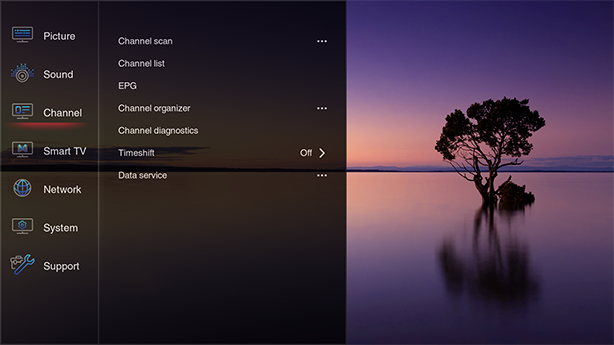 Picture
Sound
Channel
Smart TV
Network
System
Support
Channel scan
Channel list
EPG
Channel organizer
Channel diagnostics
Timeshift Off
Data service